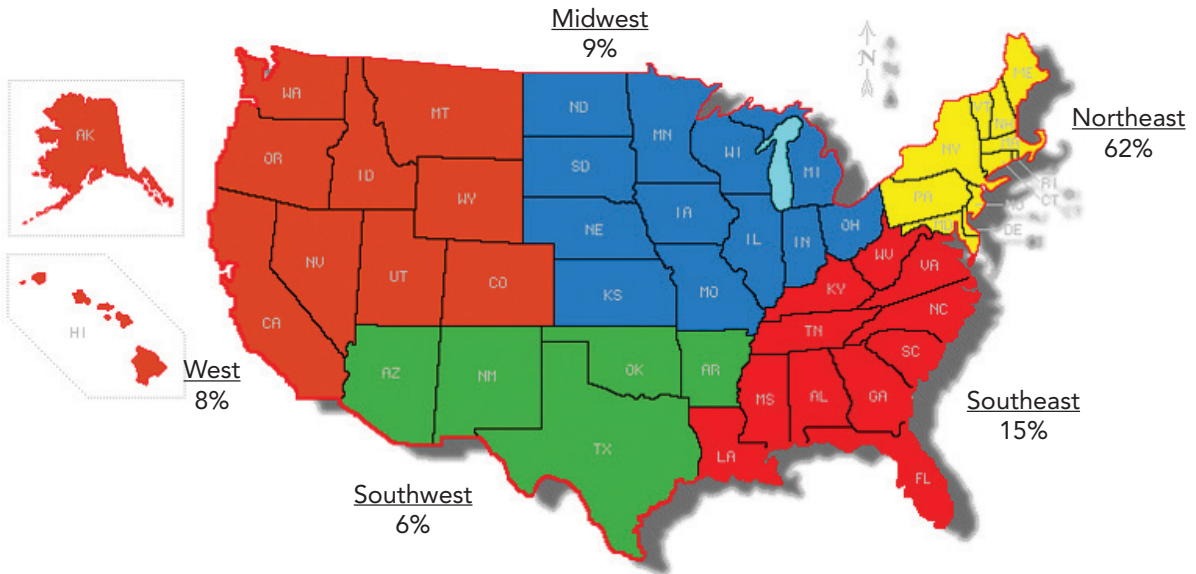 Midwest
9%
N
ME
WA
MT
ND
MN
VT
NH
Northeast
62%
AK
OR
ID
SD
WI
MI
NY
MA
RI
CT
WY
IA
PA
NJ
NE
OH
DE
MD
NV
UT
CO
IL
IN
WV
VA
KS
MO
KY
CA
NC
HI
TN
SC
West
8%
AZ
NM
OK
AR
MS
AL
GA
Southeast
15%
TX
LA
FL
Southwest
6%